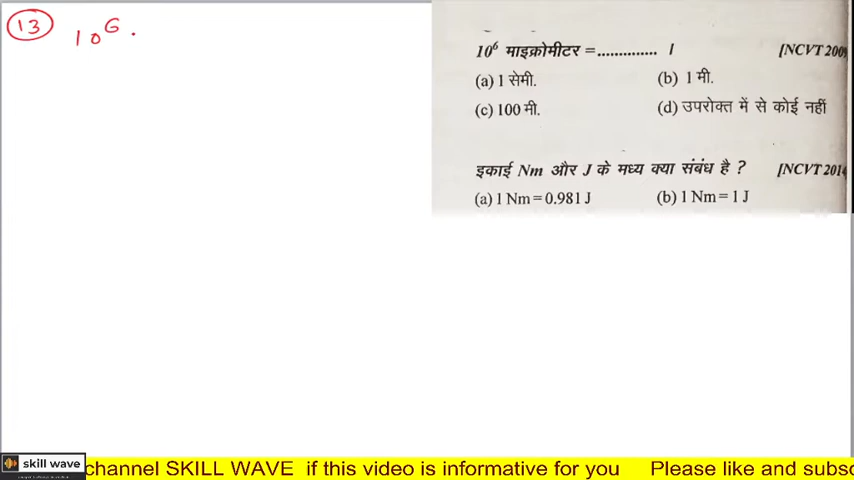 13 10⁶.
10⁶ माइक्रोमीटर = .............. । [NCVT 2009
(a) 1 सेमी. (b) 1 मी.
(c) 100 मी. (d) उपरोक्त में से कोई नहीं
इकाई Nm और J के मध्य क्या संबंध है ? [NCVT 2014
(a) 1 Nm = 0.981 J (b) 1 Nm = 1 J
skill wave
channel SKILL WAVE if this video is informative for you Please like and subsc